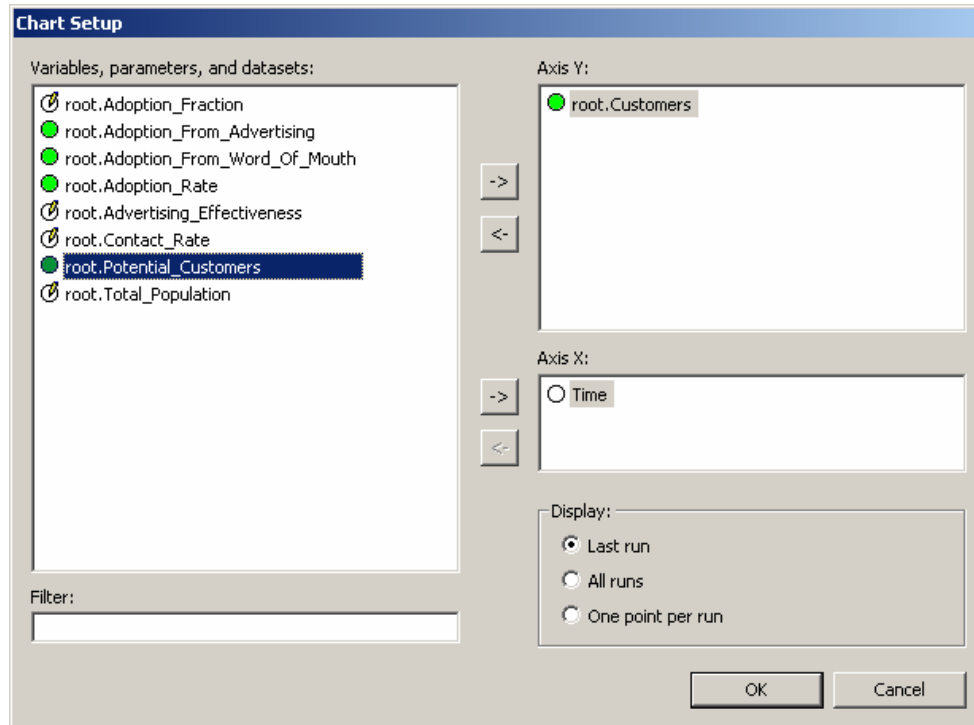 Chart Setup
Variables, parameters, and datasets:
root.Adoption_Fraction
root.Adoption_From_Advertising
root.Adoption_From_Word_Of_Mouth
root.Adoption_Rate
root.Advertising_Effectiveness
root.Contact_Rate
root.Potential_Customers
root.Total_Population
Filter:
->
<-
->
<-
Axis Y:
root.Customers
Axis X:
Time
Display:
Last run
All runs
One point per run
OK
Cancel